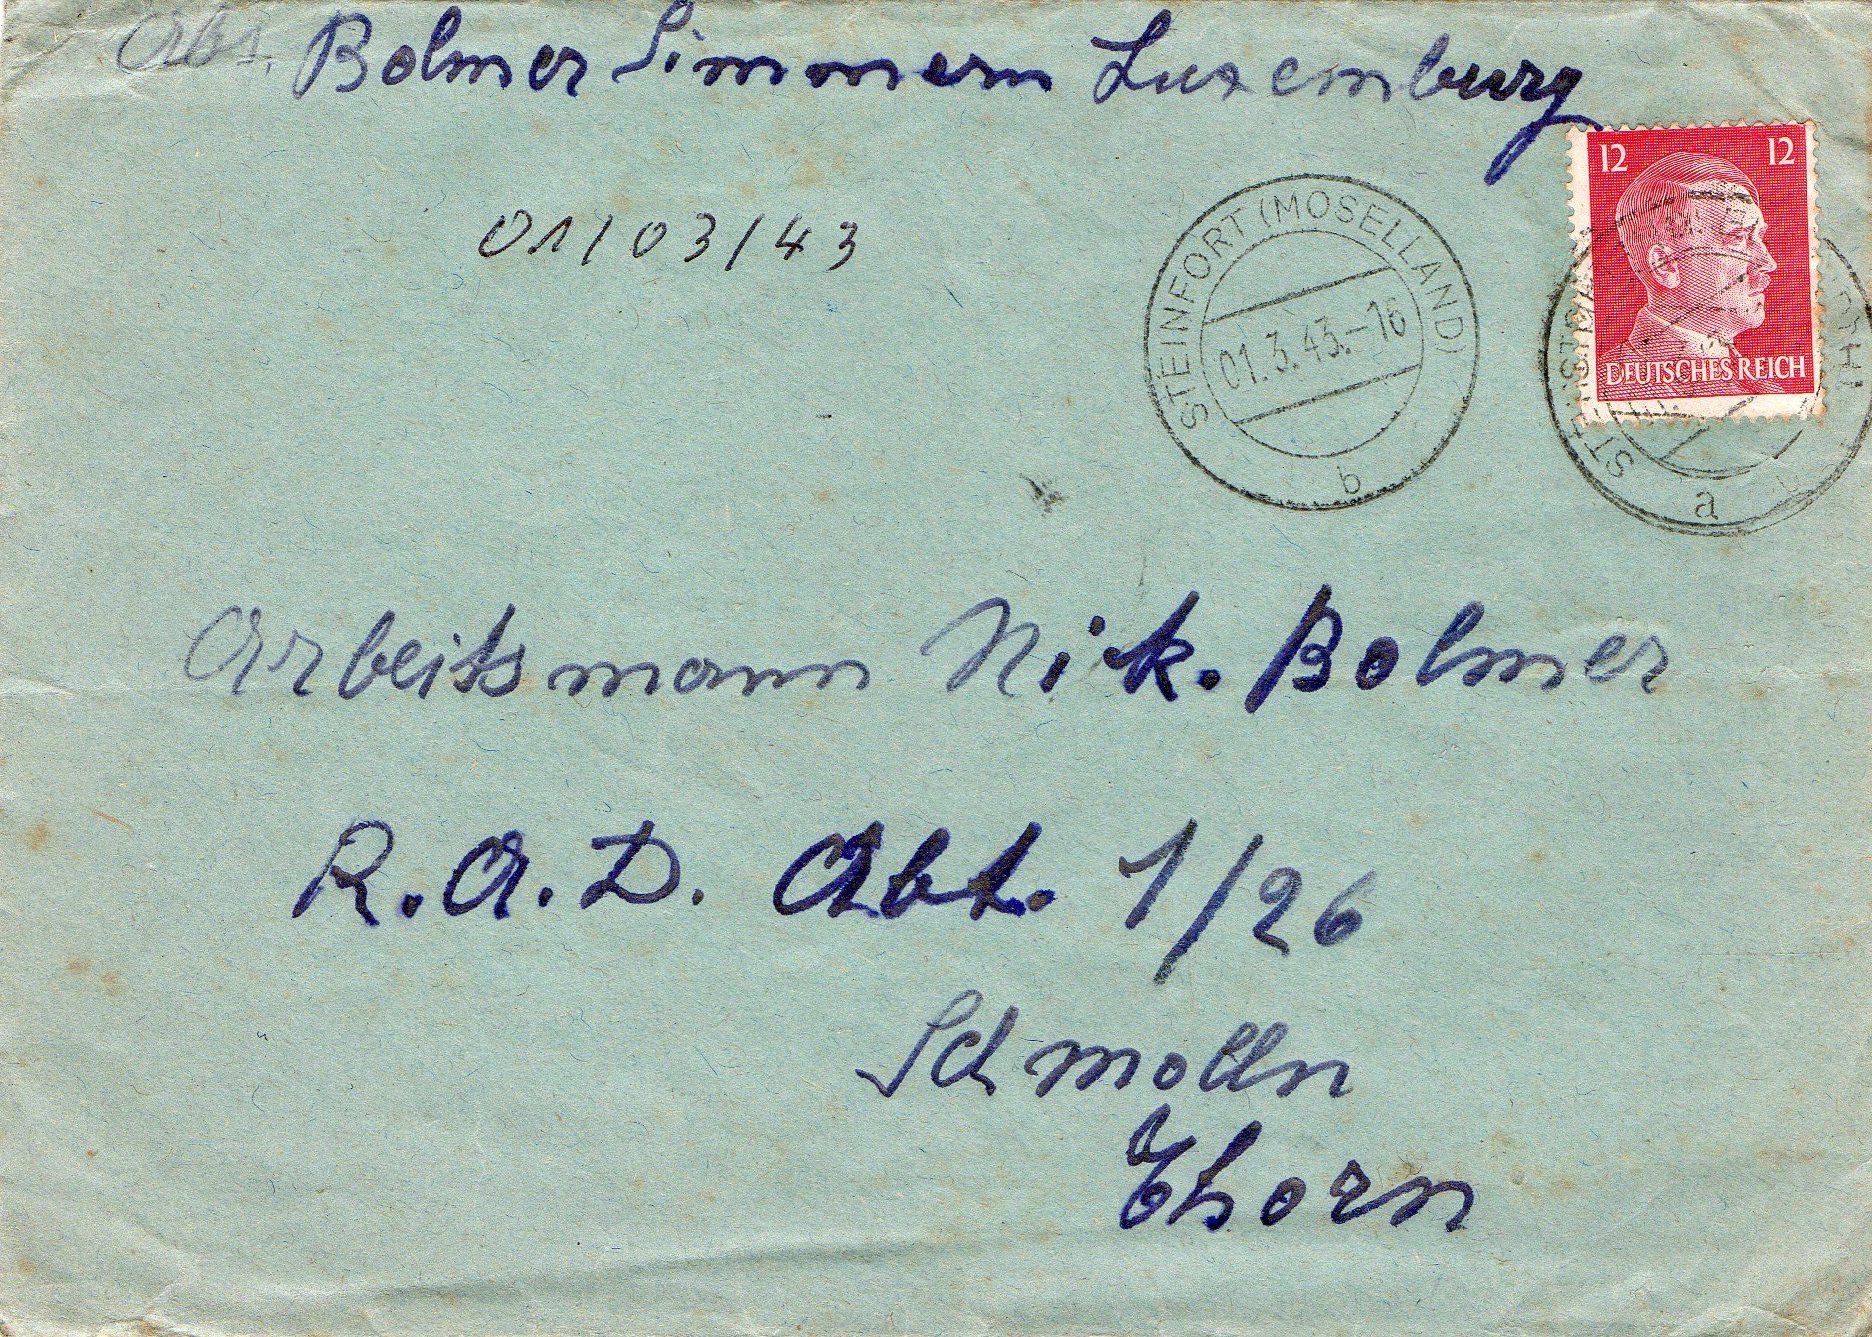 Abs. Bolmer Simmern Luxemburg
01/03/43
12 12
DEUTSCHES REICH
STEINFORT (MOSELLAND)
01.3.43.-16
b
a
Arbeitsmann Nik. Bolmer
R.A.D. Abt. 1/26
Schmolln
Thorn